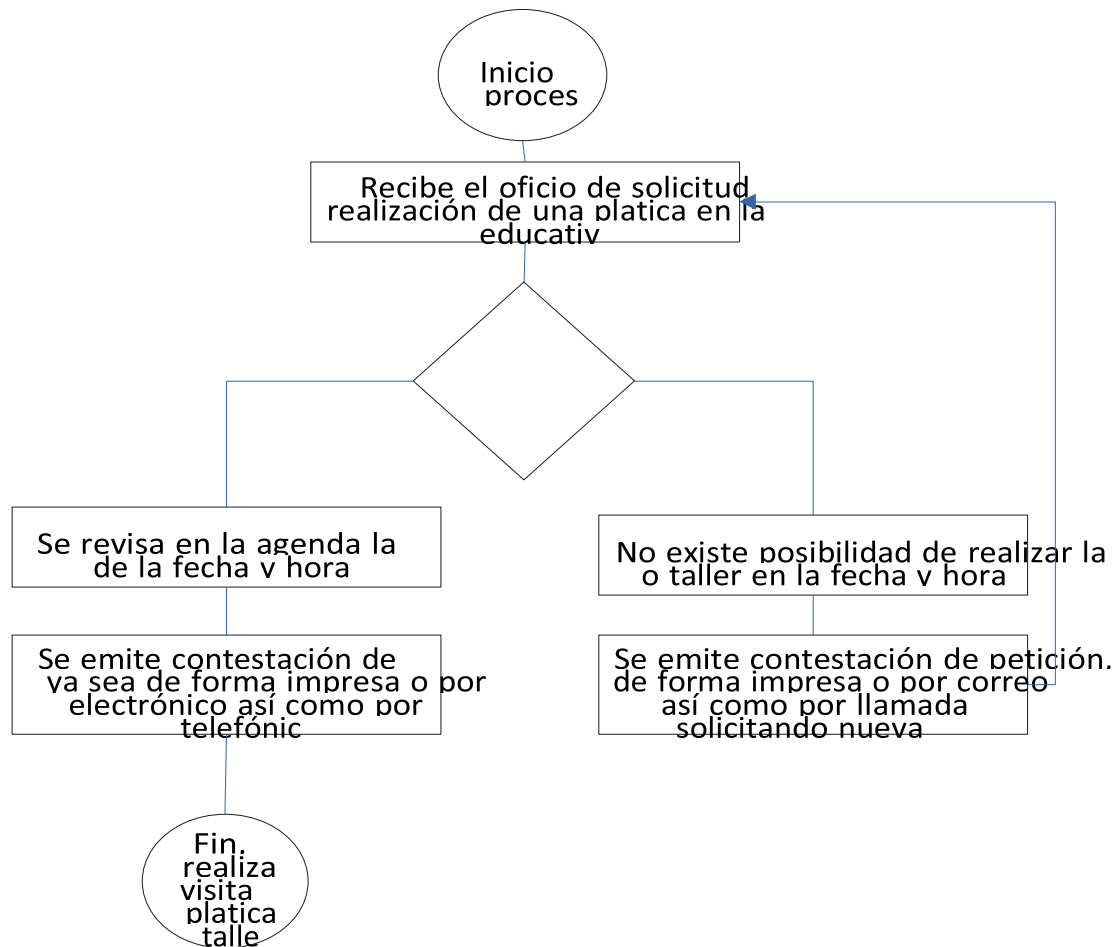 Inicio
proces
Recibe el oficio de solicitud
realización de una platica en la
educativ
Se revisa en la agenda la
de la fecha y hora
No existe posibilidad de realizar la
o taller en la fecha y hora
Se emite contestación de
ya sea de forma impresa o por
electrónico así como por
telefónic
Se emite contestación de petición.
de forma impresa o por correo
así como por llamada
solicitando nueva
Fin.
realiza
visita
platica
talle